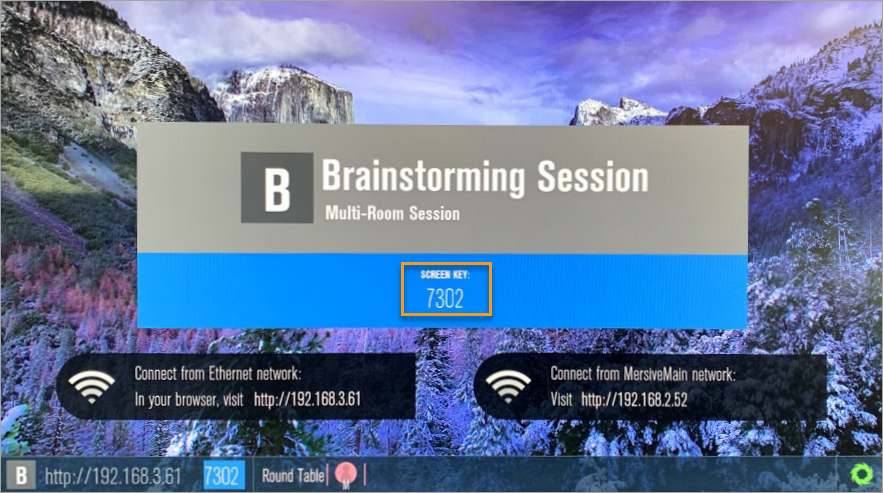 B
Brainstorming Session
Multi-Room Session
SCREEN KEY:
7302
Connect from Ethernet network:
In your browser, visit http://192.168.3.61
Connect from MersiveMain network:
Visit http://192.168.2.52
B http://192.168.3.61 7302 Round Table M